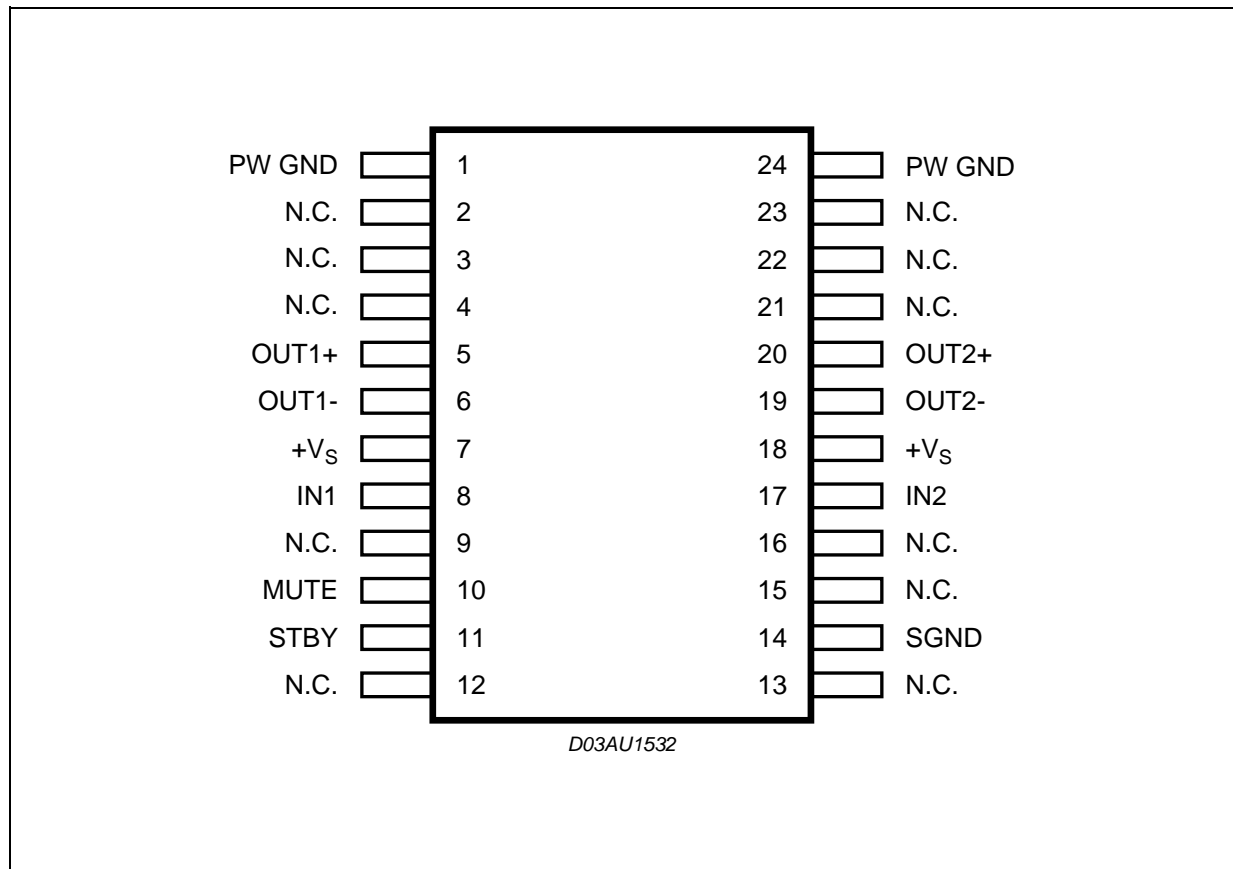 PW GND 1 24 PW GND
N.C. 2 23 N.C.
N.C. 3 22 N.C.
N.C. 4 21 N.C.
OUT1+ 5 20 OUT2+
OUT1- 6 19 OUT2-
+VS 7 18 +VS
IN1 8 17 IN2
N.C. 9 16 N.C.
MUTE 10 15 N.C.
STBY 11 14 SGND
N.C. 12 13 N.C.
D03AU1532